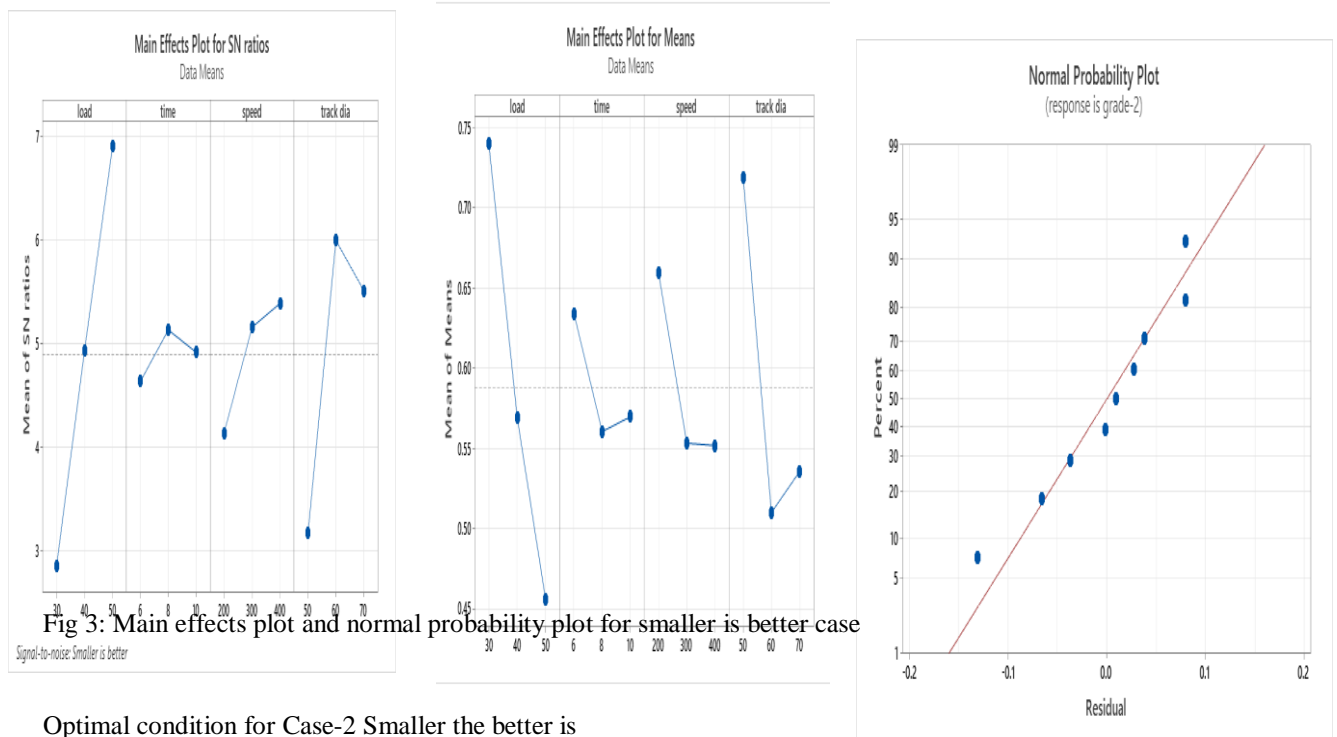 Main Effects Plot for SN ratios
Data Means
load time speed track dia
Mean of SN ratios
7
6
5
4
3
30 40 50 6 8 10 200 300 400 50 60 70
Signal-to-noise: Smaller is better
Main Effects Plot for Means
Data Means
load time speed track dia
Mean of Means
0.75
0.70
0.65
0.60
0.55
0.50
0.45
30 40 50 6 8 10 200 300 400 50 60 70
Normal Probability Plot
(response is grade-2)
Percent
99
95
90
80
70
60
50
40
30
20
10
5
1
-0.2 -0.1 0.0 0.1 0.2
Residual
Fig 3: Main effects plot and normal probability plot for smaller is better case
Optimal condition for Case-2 Smaller the better is